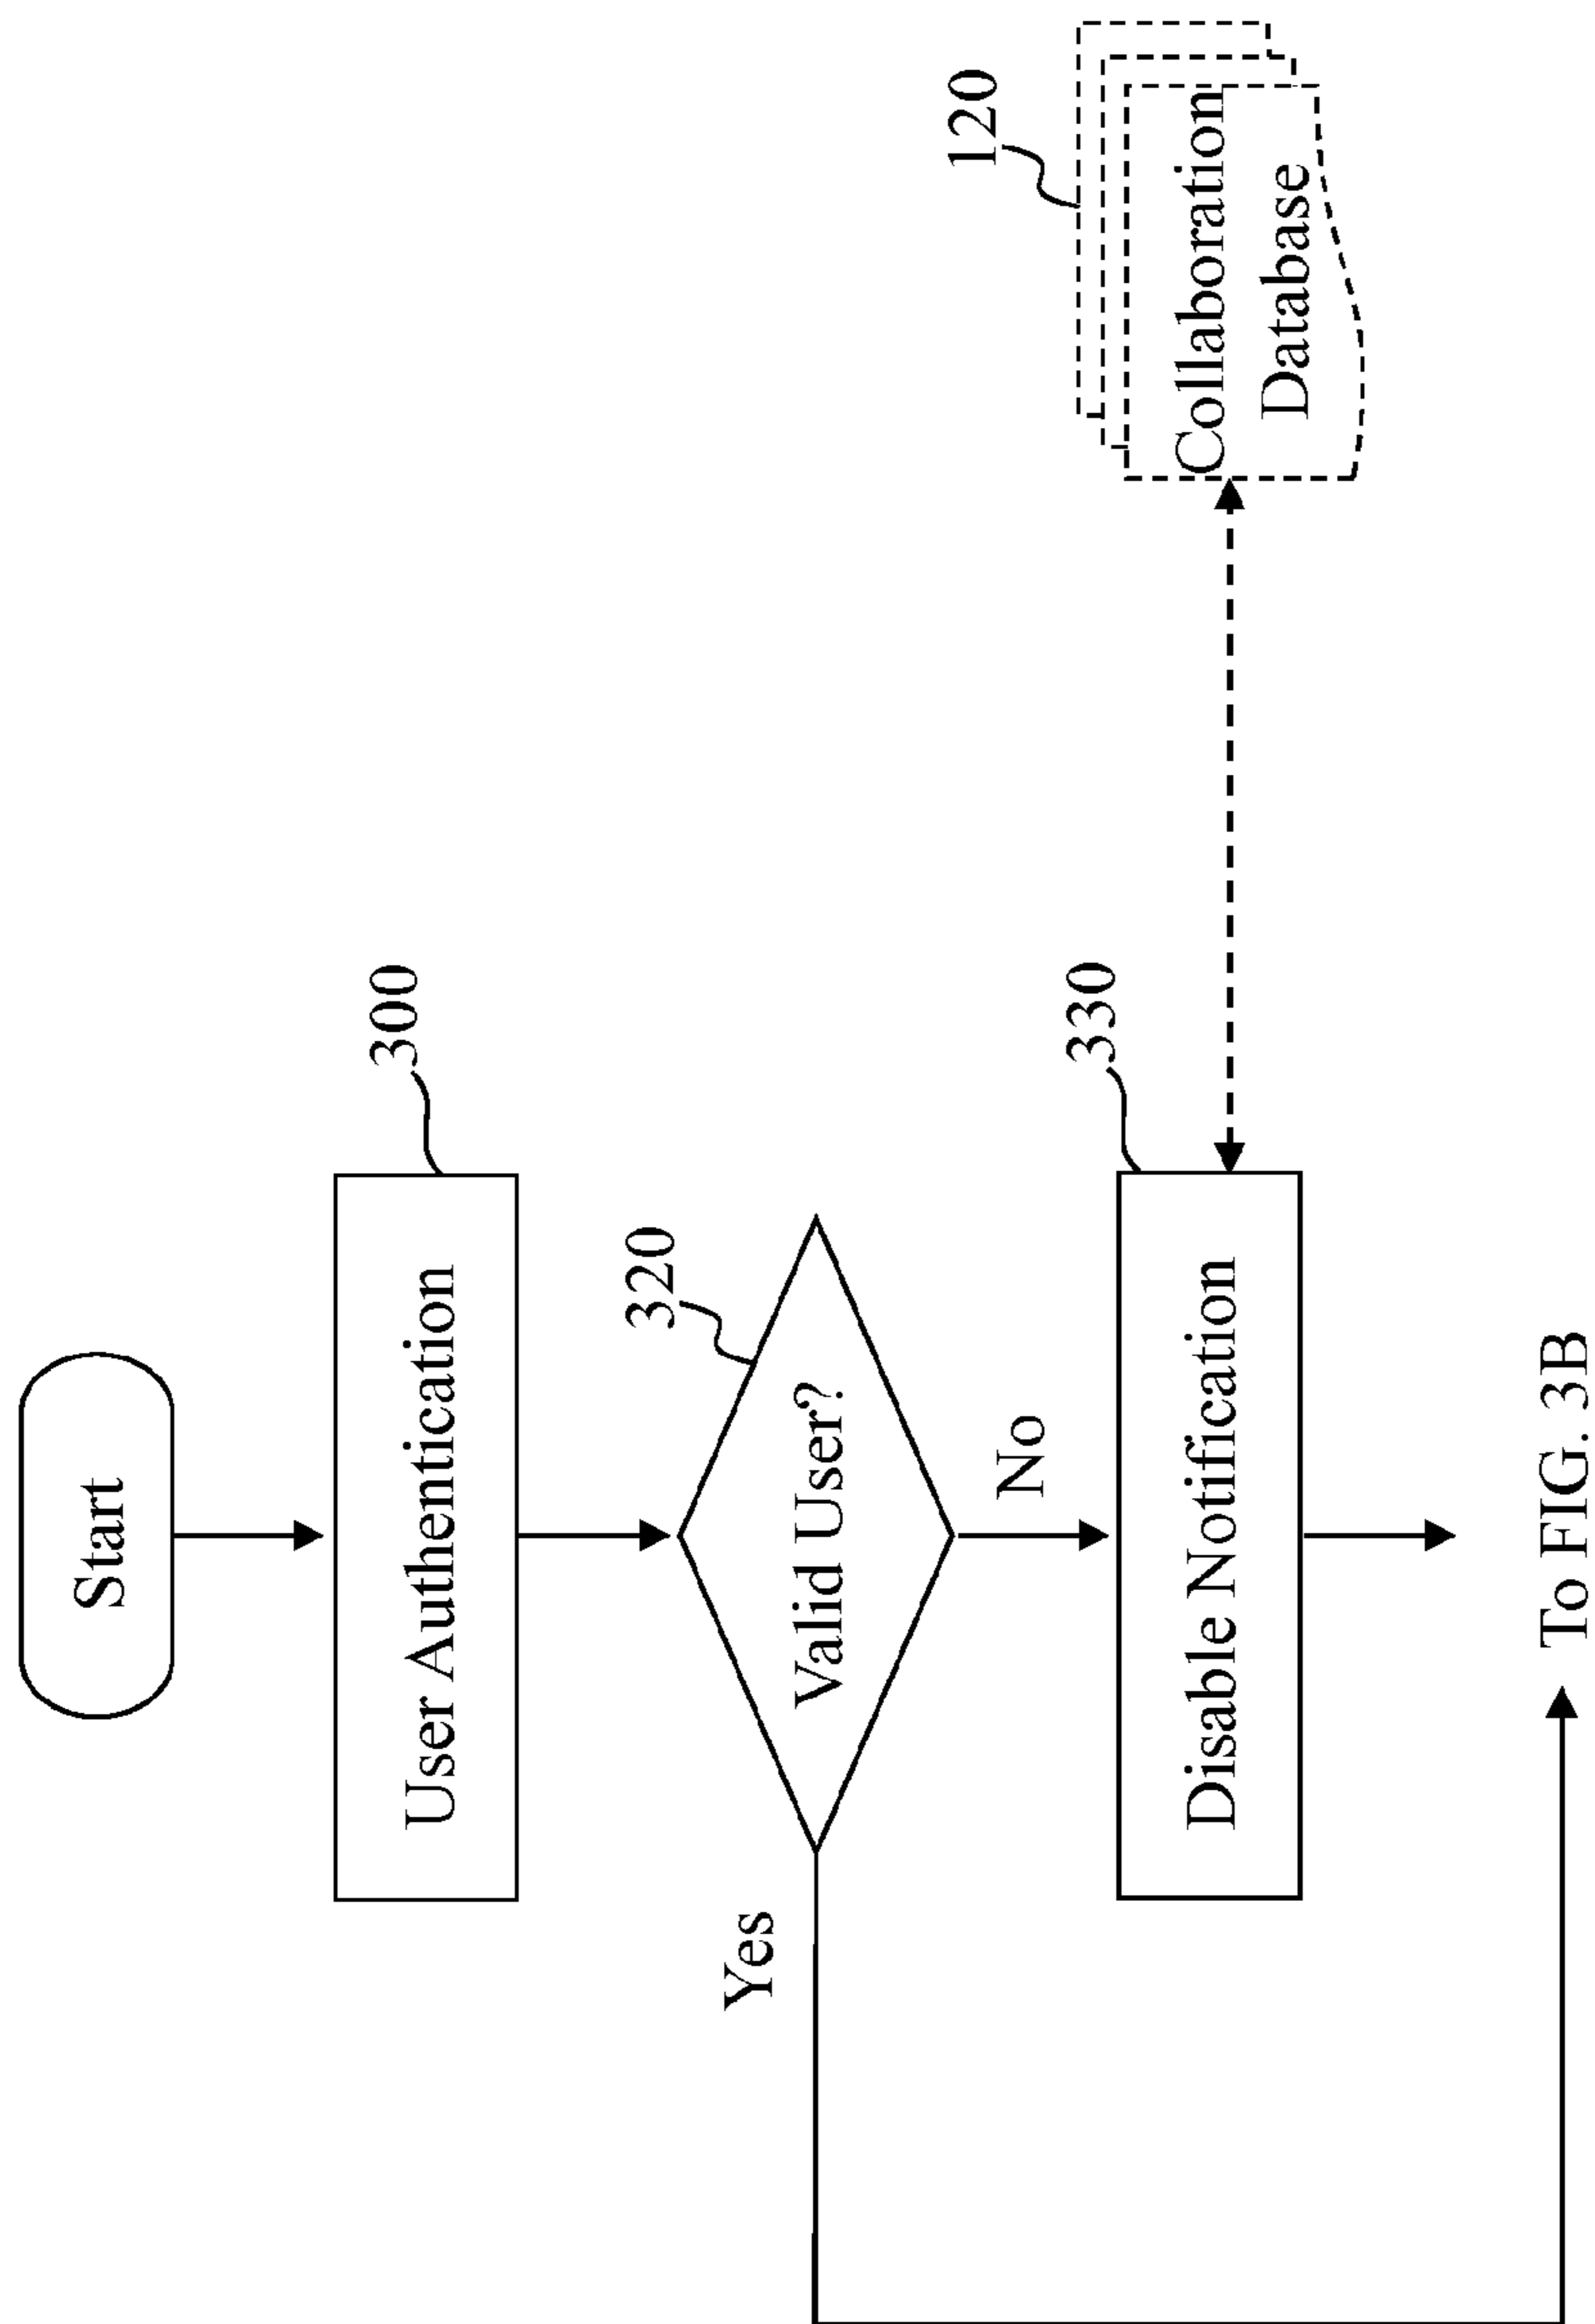 Start
300
User Authentication
320
Valid User?
Yes
No
120
330
Disable Notification
Collaboration
Database
To FIG. 3B